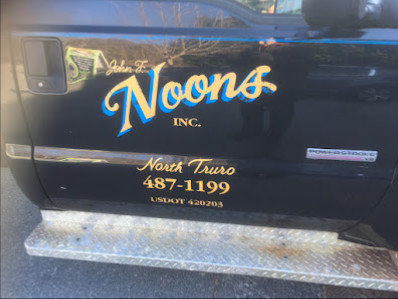 John F.
Noons
INC.
POWERSTROKE
North Truro
487-1199
USDOT 420203